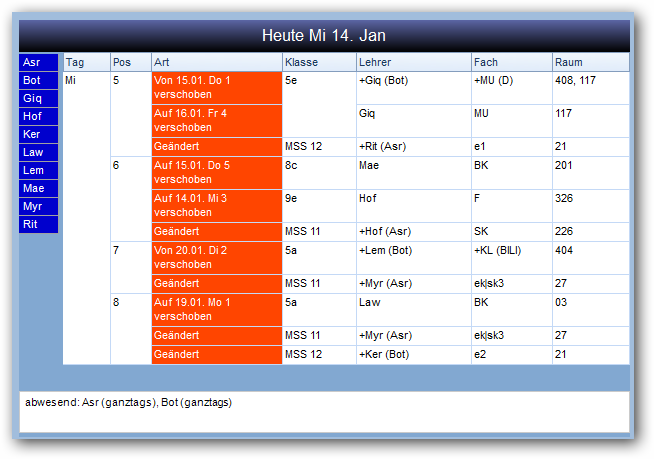 Heute Mi 14. Jan
Asr
Bot
Giq
Hof
Ker
Law
Lem
Mae
Myr
Rit
Tag Pos Art Klasse Lehrer Fach Raum
Mi 5 Von 15.01. Do 1 5e +Giq (Bot) +MU (D) 408, 117
verschoben
Auf 16.01. Fr 4 Giq MU 117
verschoben
Geändert MSS 12 +Rit (Asr) e1 21
6 Auf 15.01. Do 5 8c Mae BK 201
verschoben
Auf 14.01. Mi 3 9e Hof F 326
verschoben
Geändert MSS 11 +Hof (Asr) SK 226
7 Von 20.01. Di 2 5a +Lem (Bot) +KL (BILI) 404
verschoben
Geändert MSS 11 +Myr (Asr) ek|sk3 27
8 Auf 19.01. Mo 1 5a Law BK 03
verschoben
Geändert MSS 11 +Myr (Asr) ek|sk3 27
Geändert MSS 12 +Ker (Bot) e2 21
abwesend: Asr (ganztags), Bot (ganztags)